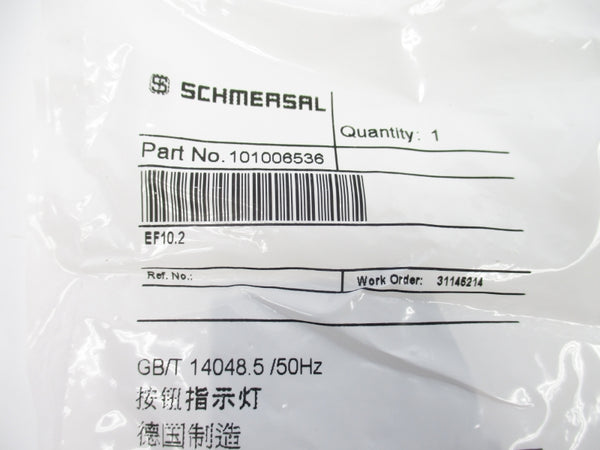 SCHMERSAL
Quantity: 1
Part No. 101006536
EF10.2
Ref. No.:
Work Order: 31146214
GB/T 14048.5 /50Hz
按钮指示灯
德国制造